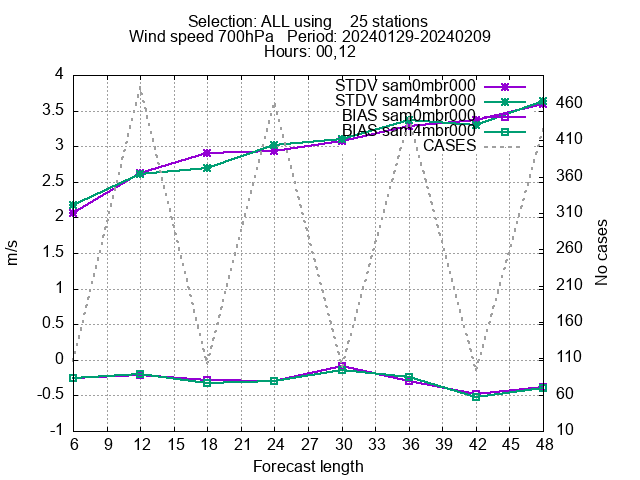 Selection: ALL using    25 stations
Wind speed 700hPa   Period: 20240129-20240209
Hours: 00,12
STDV sam0mbr000
STDV sam4mbr000
BIAS sam0mbr000
BIAS sam4mbr000
CASES
4
3.5
3
2.5
2
1.5
1
0.5
0
-0.5
-1
m/s
460
410
360
310
260
210
160
110
60
10
No cases
6 9 12 15 18 21 24 27 30 33 36 39 42 45 48
Forecast length